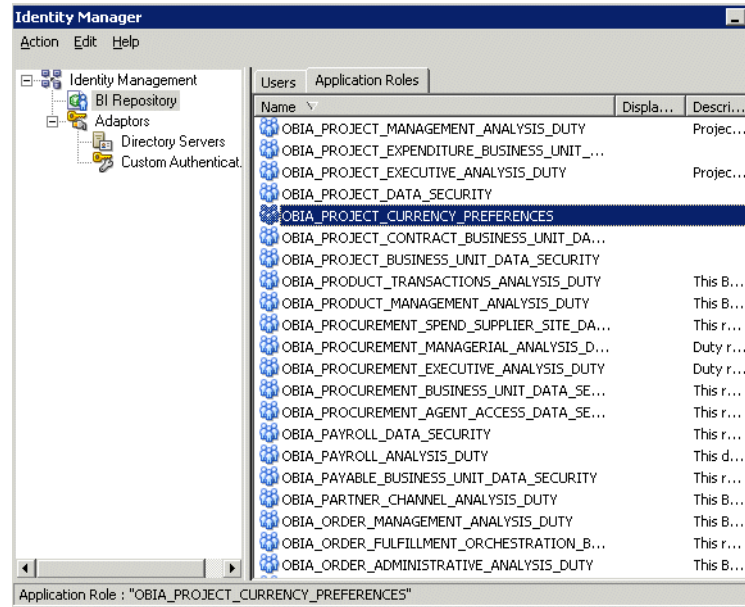 Identity Manager
Action Edit Help
Identity Management
BI Repository
Adaptors
Directory Servers
Custom Authenticat.
Users Application Roles
Name Displa... Descri...
OBIA_PROJECT_MANAGEMENT_ANALYSIS_DUTY Projec...
OBIA_PROJECT_EXPENDITURE_BUSINESS_UNIT_...
OBIA_PROJECT_EXECUTIVE_ANALYSIS_DUTY Projec...
OBIA_PROJECT_DATA_SECURITY
OBIA_PROJECT_CURRENCY_PREFERENCES
OBIA_PROJECT_CONTRACT_BUSINESS_UNIT_DA...
OBIA_PROJECT_BUSINESS_UNIT_DATA_SECURITY
OBIA_PRODUCT_TRANSACTIONS_ANALYSIS_DUTY This B...
OBIA_PRODUCT_MANAGEMENT_ANALYSIS_DUTY This B...
OBIA_PROCUREMENT_SPEND_SUPPLIER_SITE_DA... This r...
OBIA_PROCUREMENT_MANAGERIAL_ANALYSIS_D... Duty r...
OBIA_PROCUREMENT_EXECUTIVE_ANALYSIS_DUTY Duty r...
OBIA_PROCUREMENT_BUSINESS_UNIT_DATA_SE... This r...
OBIA_PROCUREMENT_AGENT_ACCESS_DATA_SE... This r...
OBIA_PAYROLL_DATA_SECURITY This r...
OBIA_PAYROLL_ANALYSIS_DUTY This d...
OBIA_PAYABLE_BUSINESS_UNIT_DATA_SECURITY This r...
OBIA_PARTNER_CHANNEL_ANALYSIS_DUTY This B...
OBIA_ORDER_MANAGEMENT_ANALYSIS_DUTY This B...
OBIA_ORDER_FULFILLMENT_ORCHESTRATION_B... This r...
OBIA_ORDER_ADMINISTRATIVE_ANALYSIS_DUTY This B...
Application Role : "OBIA_PROJECT_CURRENCY_PREFERENCES"